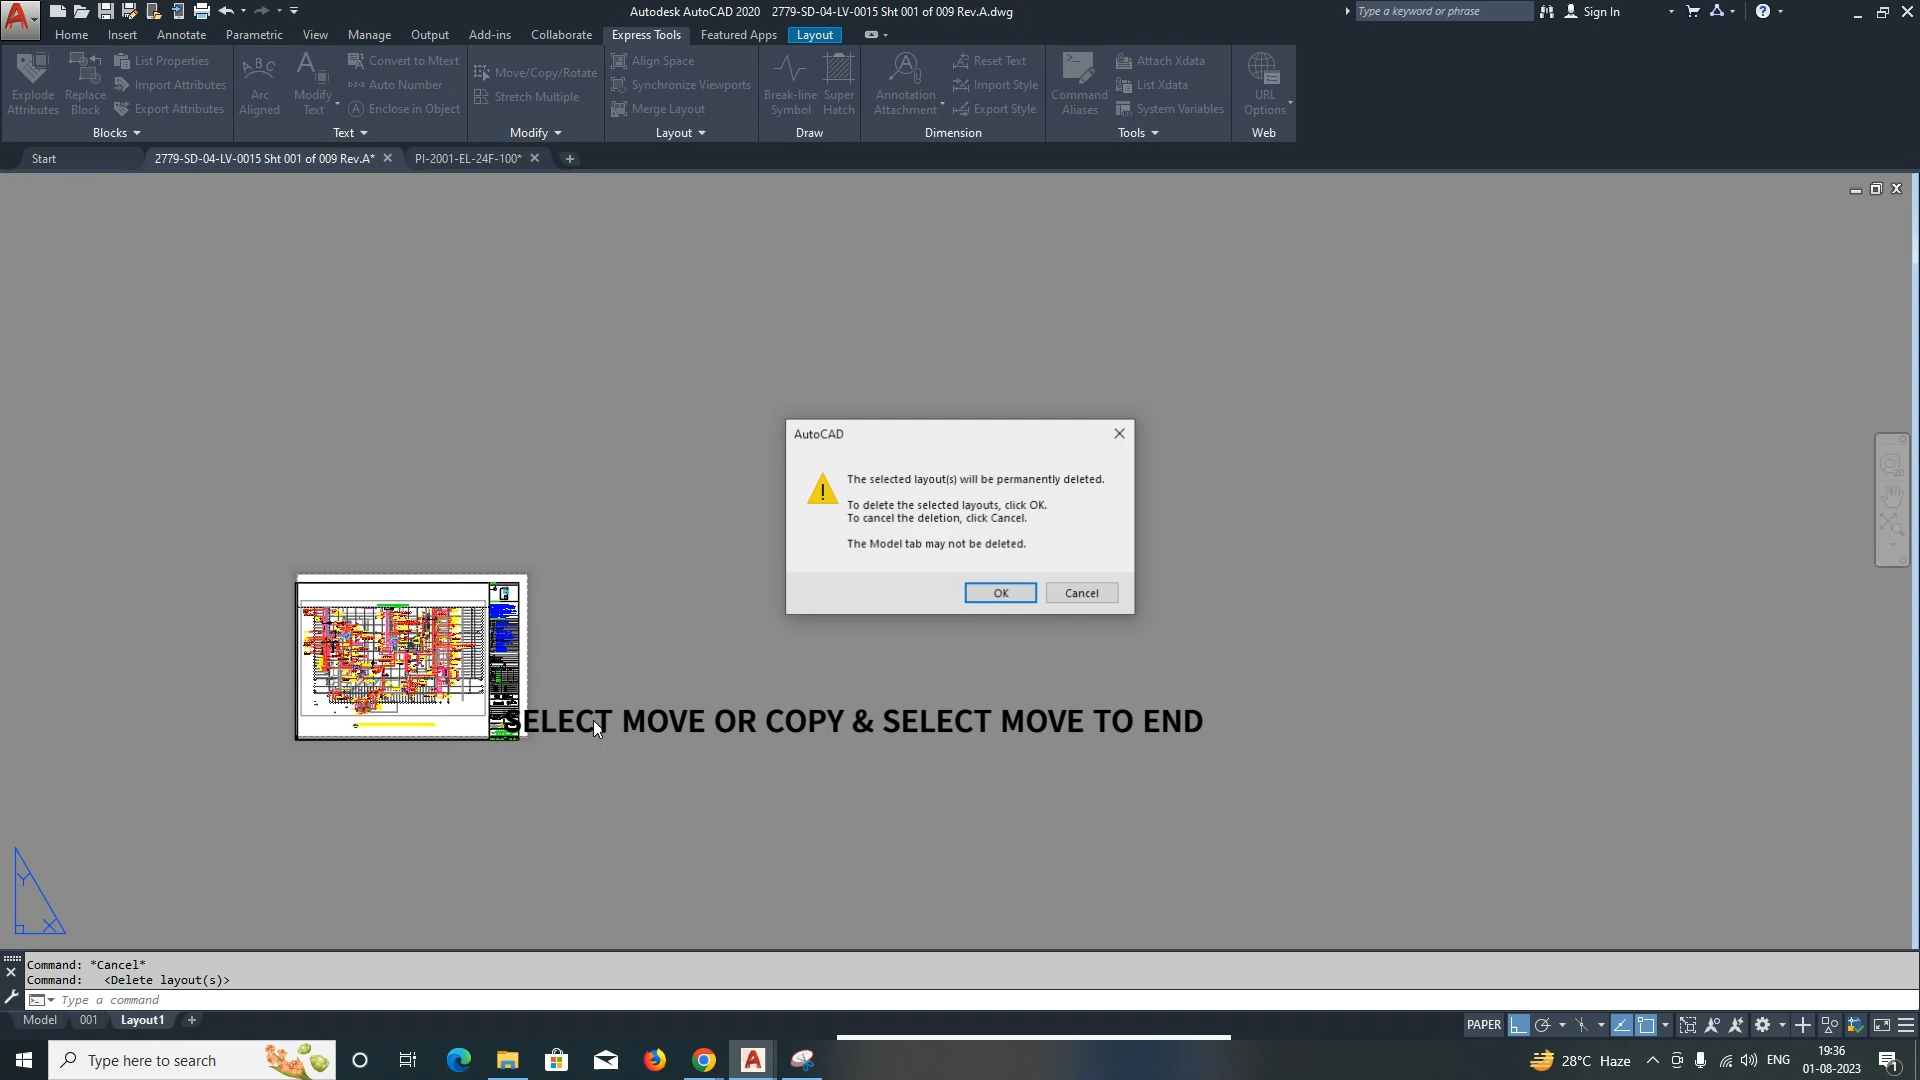 Autodesk AutoCAD 2020 2779-SD-04-LV-0015 Sht 001 of 009 Rev.A.dwg
Type a keyword or phrase
Sign In
Home Insert Annotate Parametric View Manage Output Add-ins Collaborate Express Tools Featured Apps Layout
Explode Attributes
Replace Block
List Properties
Import Attributes
Export Attributes
Blocks
Arc Aligned
Modify Text
Convert to Mtext
Auto Number
Enclose in Object
Text
Move/Copy/Rotate
Stretch Multiple
Modify
Align Space
Synchronize Viewports
Merge Layout
Layout
Break-line Symbol
Super Hatch
Draw
Annotation Attachment
Reset Text
Import Style
Export Style
Dimension
Command Aliases
Attach Xdata
List Xdata
System Variables
Tools
URL Options
Web
Start
2779-SD-04-LV-0015 Sht 001 of 009 Rev.A*
PI-2001-EL-24F-100*
AutoCAD
The selected layout(s) will be permanently deleted.
To delete the selected layouts, click OK.
To cancel the deletion, click Cancel.
The Model tab may not be deleted.
OK Cancel
SELECT MOVE OR COPY & SELECT MOVE TO END
Y
X
Command: *Cancel*
Command: <Delete layout(s)>
Type a command
Model 001 Layout1
PAPER
Type here to search
28°C Haze
ENG
19:36
01-08-2023
1